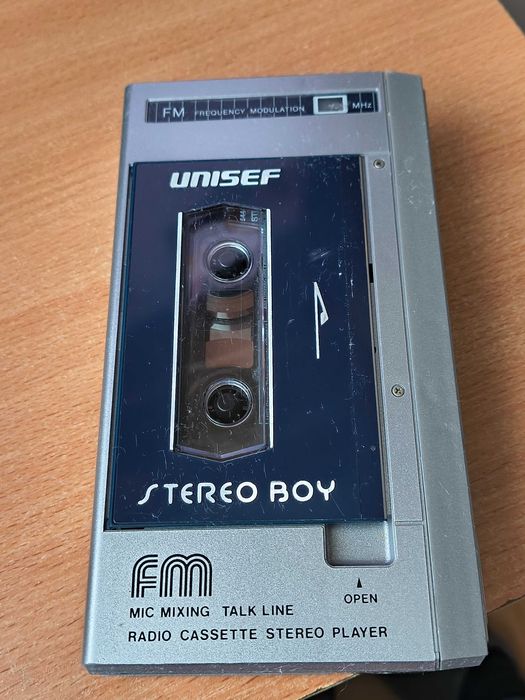 FM FREQUENCY MODULATION MHz
UNISEF
STEREO BOY
FM
OPEN
MIC MIXING TALK LINE
RADIO CASSETTE STEREO PLAYER